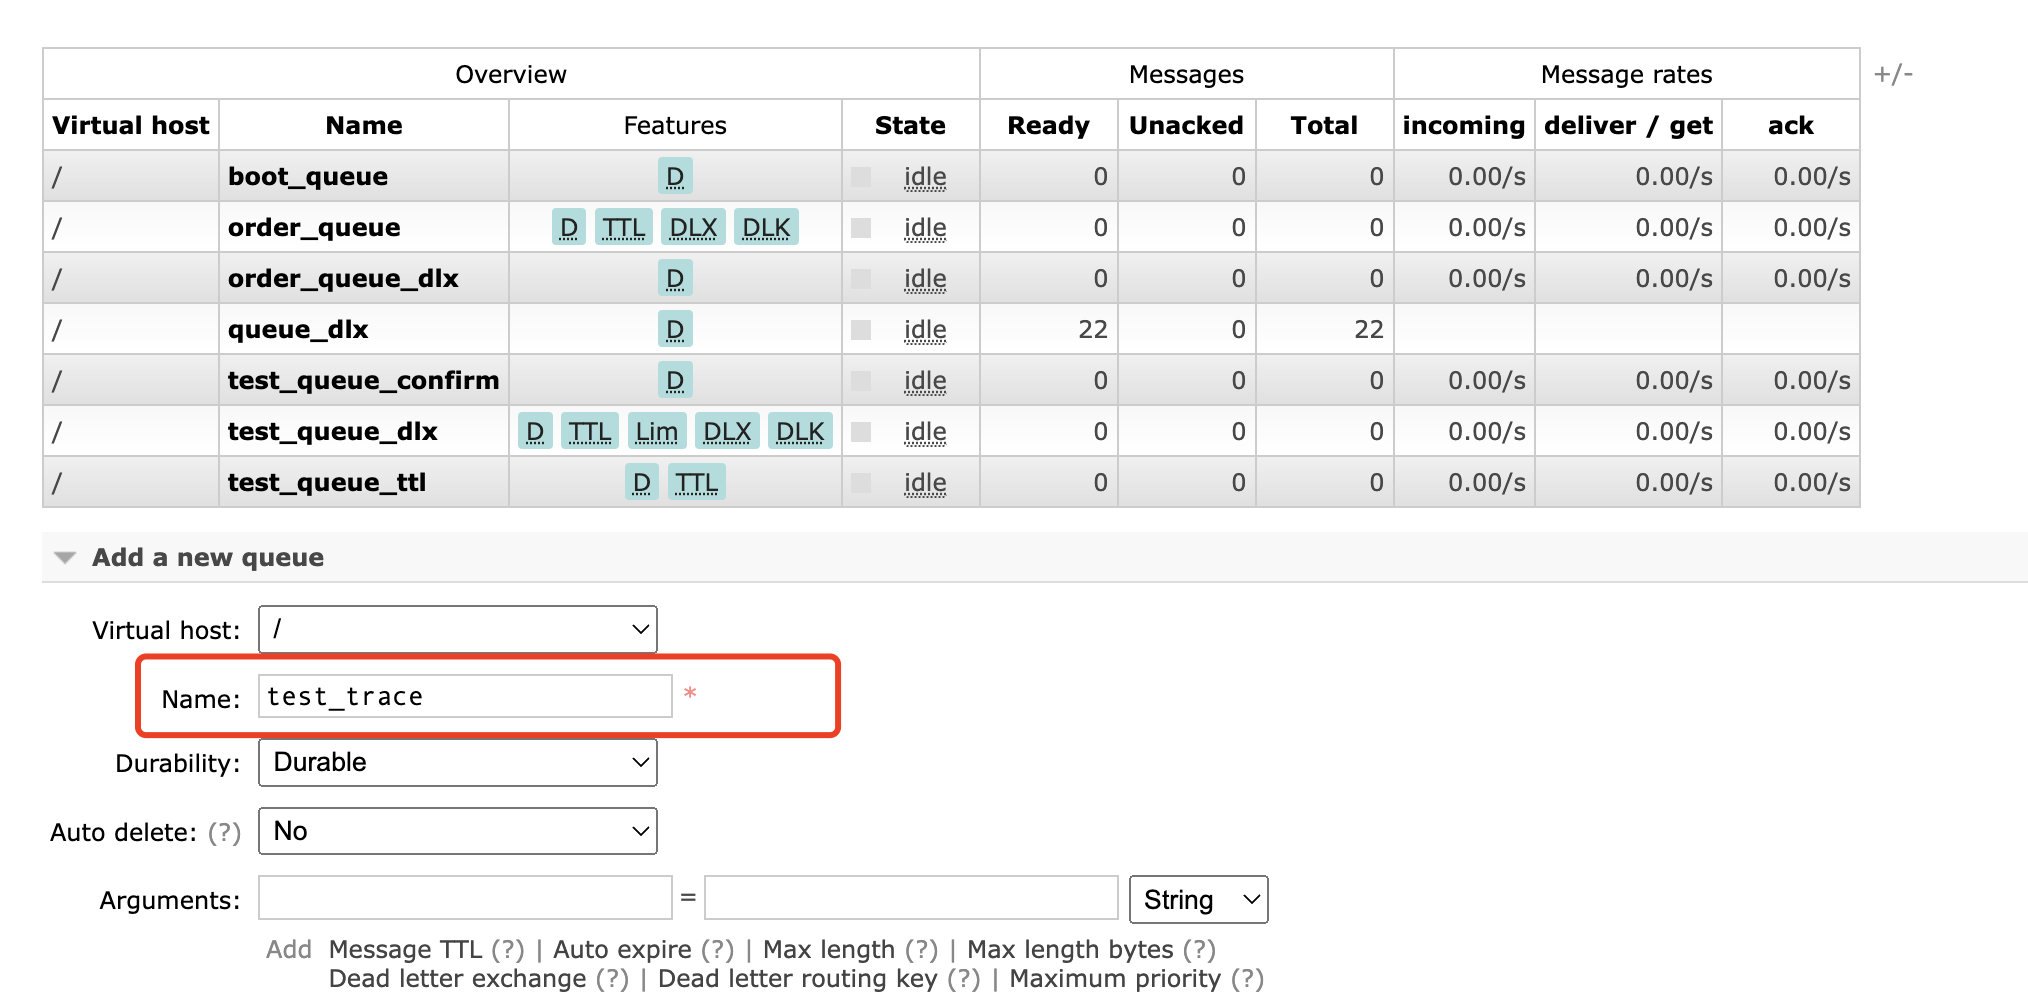 Overview Messages Message rates +/-
Virtual host Name Features State Ready Unacked Total incoming deliver / get ack
/ boot_queue D idle 0 0 0 0.00/s 0.00/s 0.00/s
/ order_queue D TTL DLX DLK idle 0 0 0 0.00/s 0.00/s 0.00/s
/ order_queue_dlx D idle 0 0 0 0.00/s 0.00/s 0.00/s
/ queue_dlx D idle 22 0 22
/ test_queue_confirm D idle 0 0 0 0.00/s 0.00/s 0.00/s
/ test_queue_dlx D TTL Lim DLX DLK idle 0 0 0 0.00/s 0.00/s 0.00/s
/ test_queue_ttl D TTL idle 0 0 0 0.00/s 0.00/s 0.00/s
Add a new queue
Virtual host: /
Name: test_trace *
Durability: Durable
Auto delete: (?) No
Arguments: = String
Add Message TTL (?) | Auto expire (?) | Max length (?) | Max length bytes (?)
Dead letter exchange (?) | Dead letter routing key (?) | Maximum priority (?)